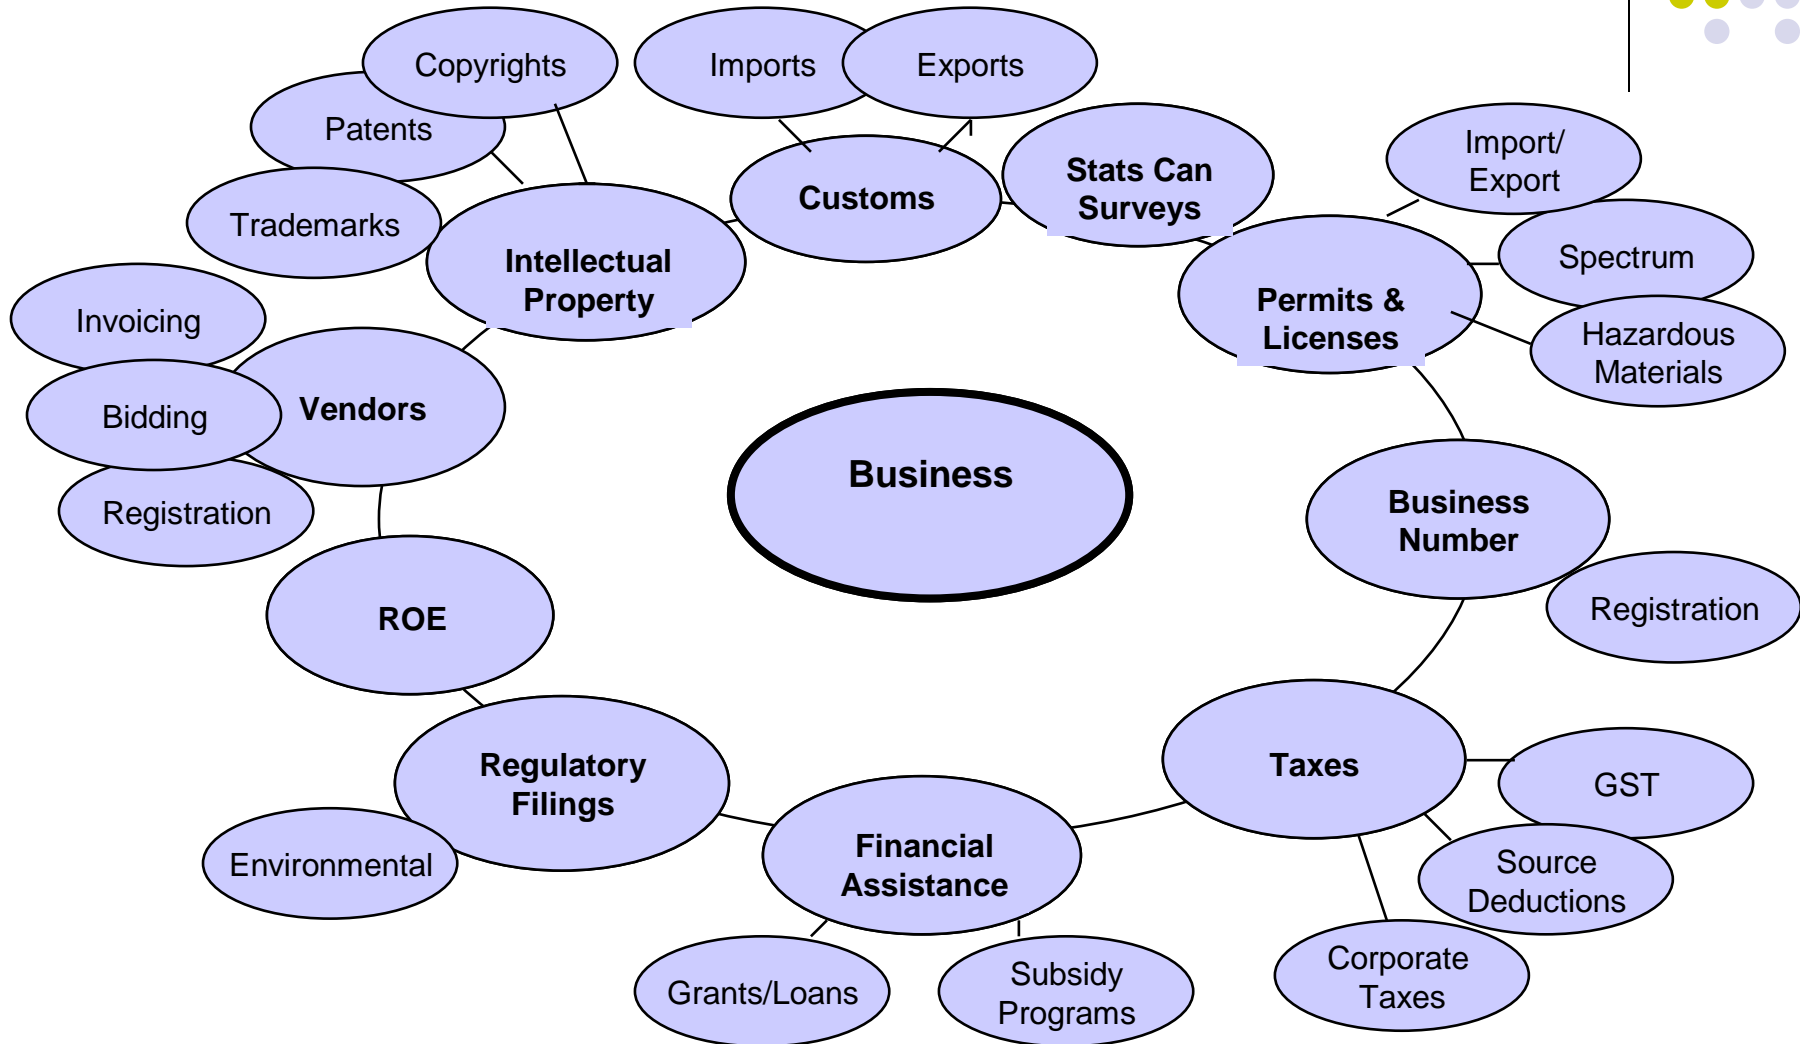 Copyrights
Imports
Exports
Patents
Import/
Export
Stats Can
Surveys
Customs
Trademarks
Intellectual
Property
Spectrum
Permits &
Licenses
Invoicing
Hazardous
Materials
Vendors
Bidding
Business
Business
Number
Registration
Registration
ROE
Regulatory
Filings
Taxes
GST
Environmental
Financial
Assistance
Source
Deductions
Grants/Loans
Subsidy
Programs
Corporate
Taxes